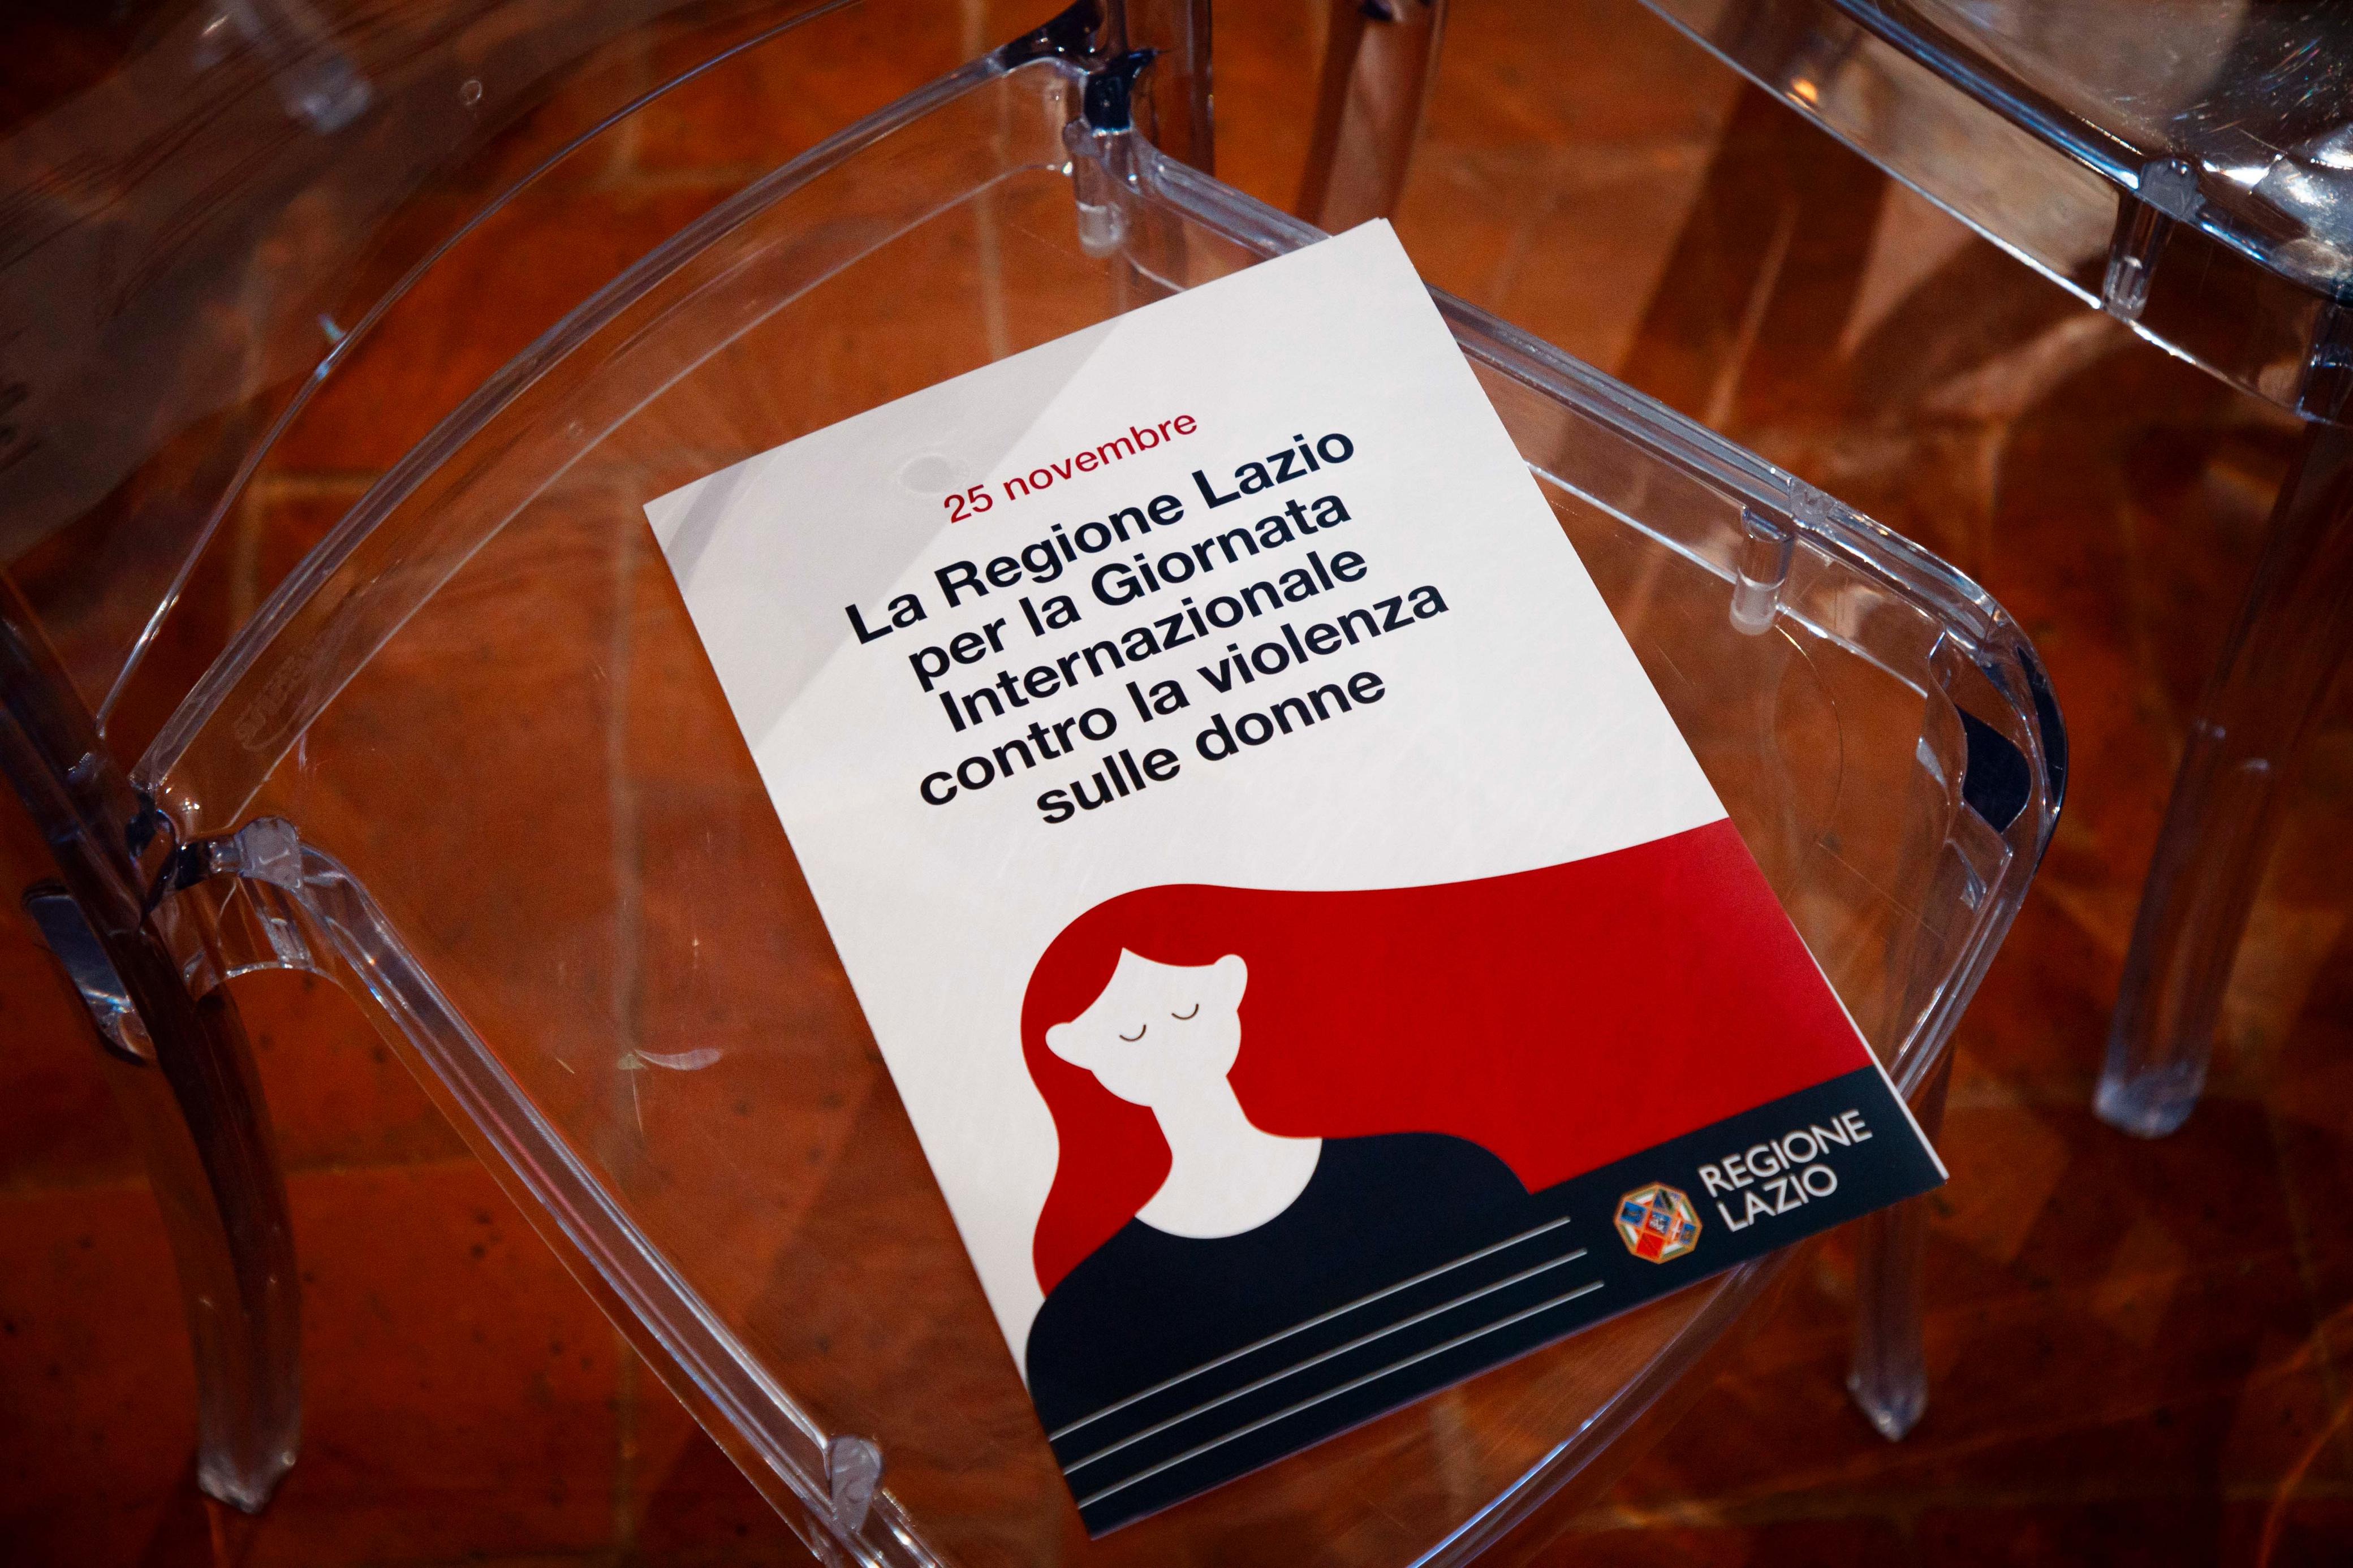 25 novembre
La Regione Lazio
per la Giornata
Internazionale
contro la violenza
sulle donne
REGIONE
LAZIO